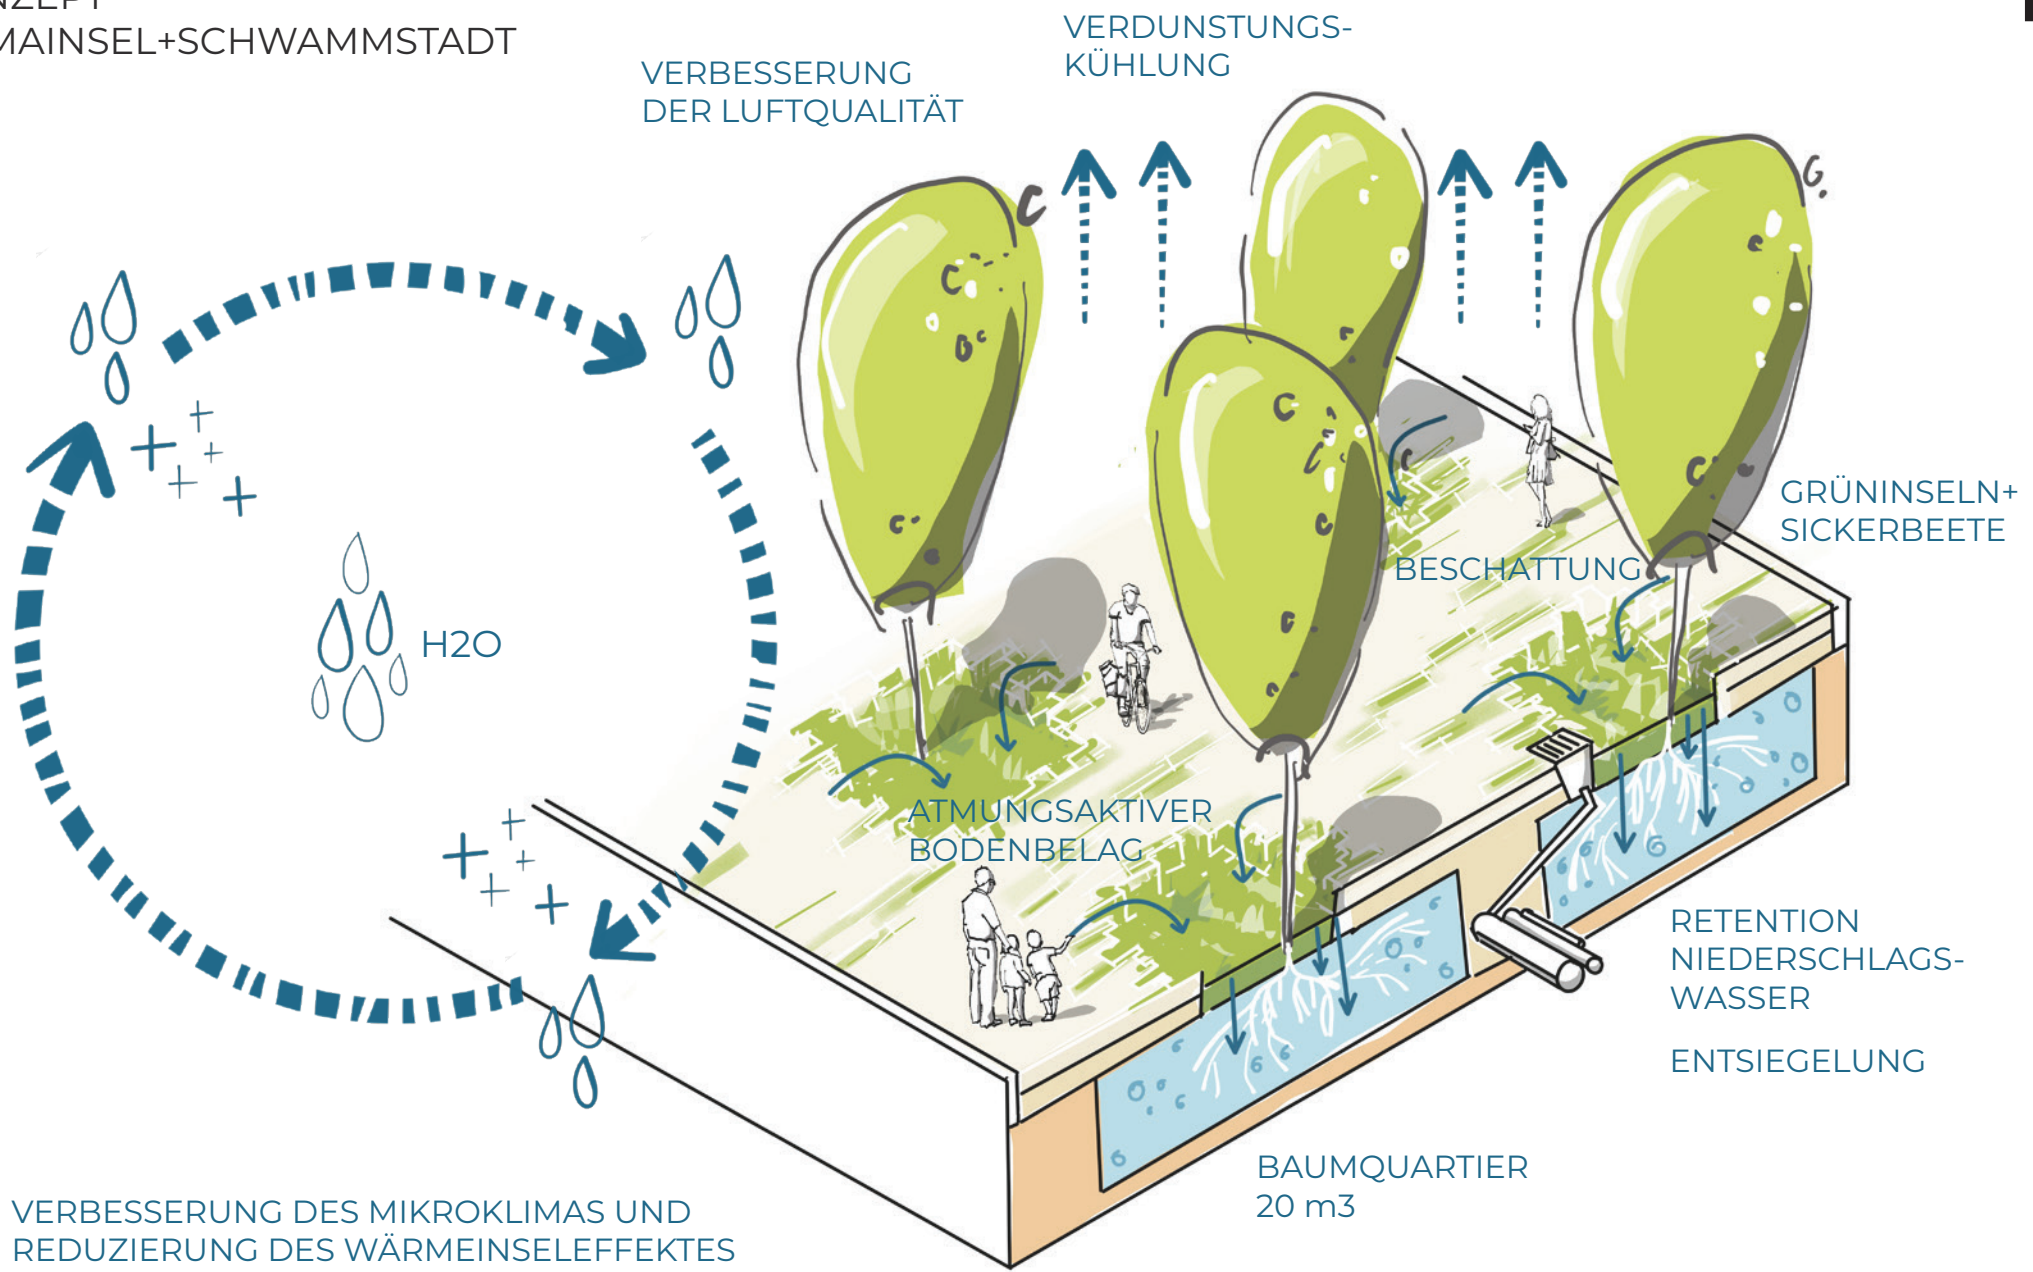 NZEPT
MAINSEL+SCHWAMMSTADT
VERDUNSTUNGS-
KÜHLUNG
VERBESSERUNG
DER LUFTQUALITÄT
GRÜNINSELN+
SICKERBEETE
BESCHATTUNG
H2O
ATMUNGSAKTIVER
BODENBELAG
RETENTION
NIEDERSCHLAGS-
WASSER
ENTSIEGELUNG
BAUMQUARTIER
20 m3
VERBESSERUNG DES MIKROKLIMAS UND
REDUZIERUNG DES WÄRMEINSELEFFEKTES